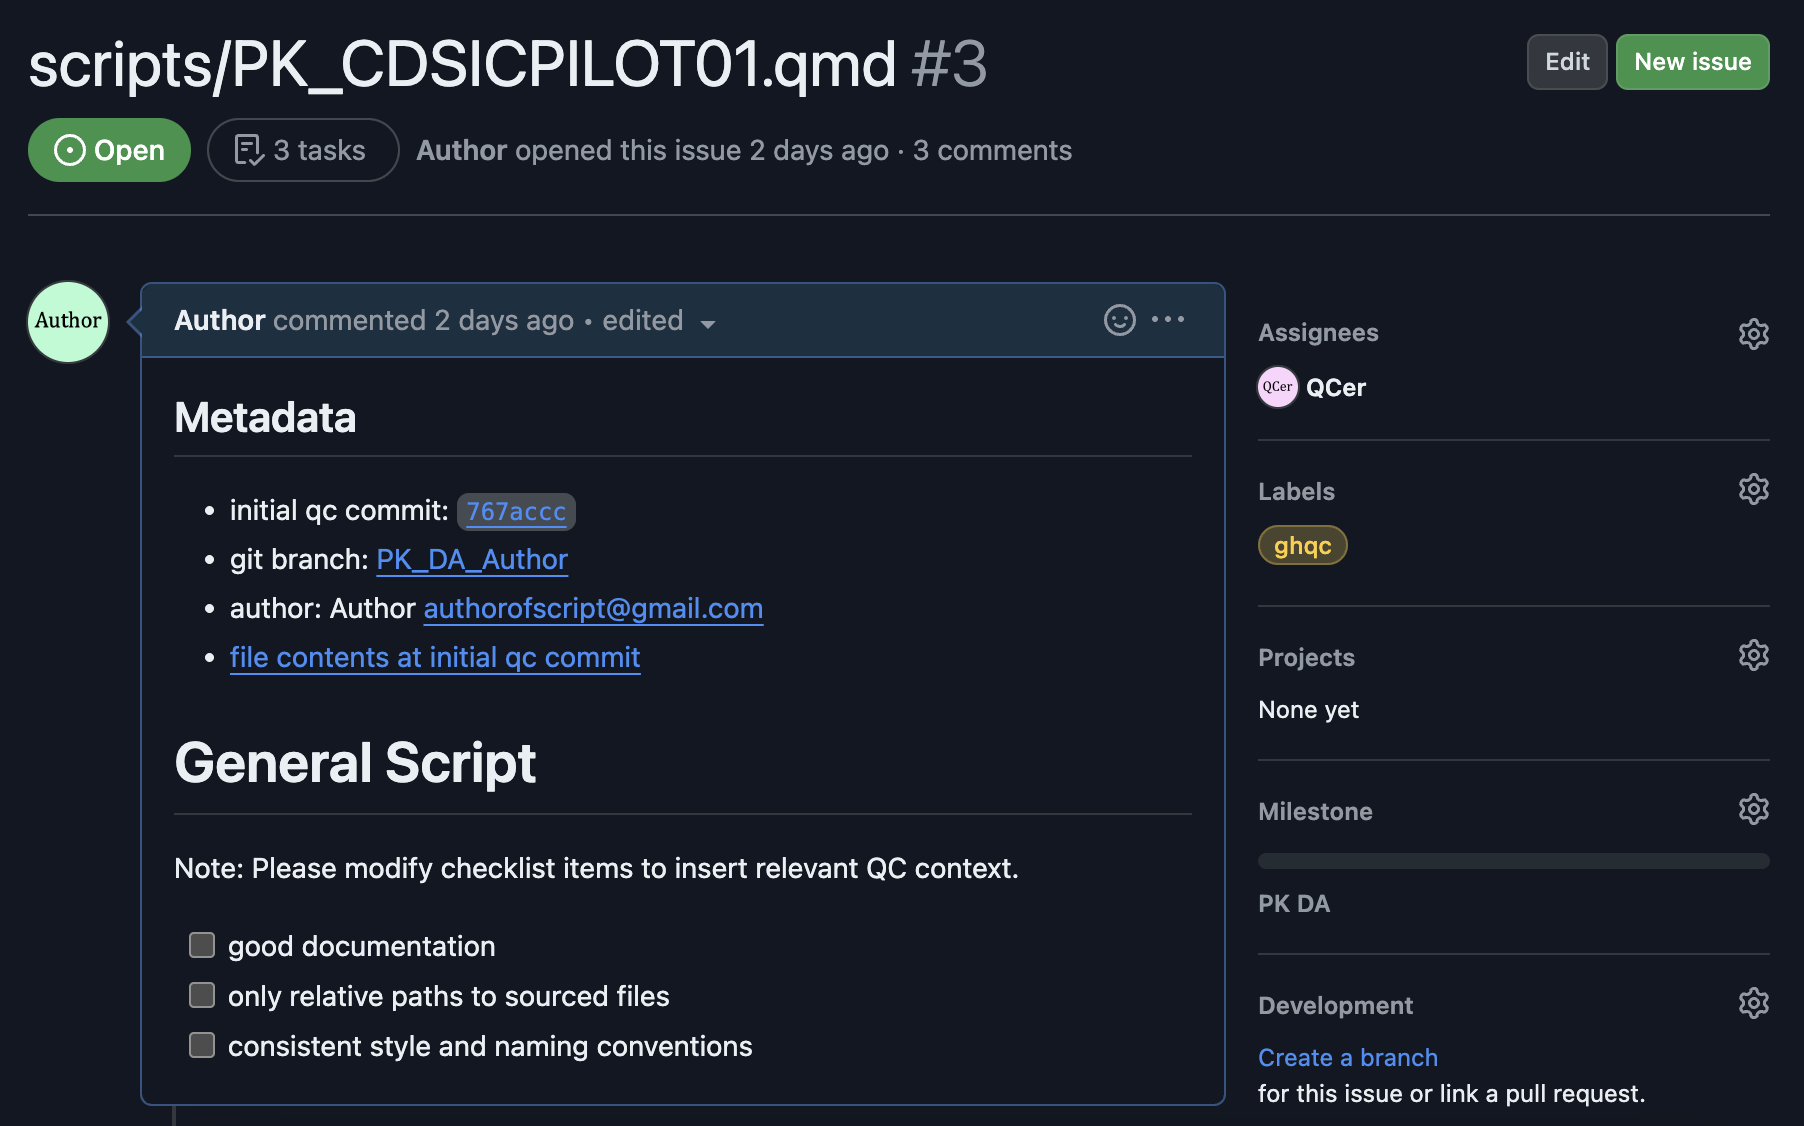 scripts/PK_CDSICPILOT01.qmd #3
Edit
New issue
Open
3 tasks
Author opened this issue 2 days ago · 3 comments
Author
Author commented 2 days ago • edited
Metadata
• initial qc commit: 767accc
• git branch: PK_DA_Author
• author: Author authorofscript@gmail.com
• file contents at initial qc commit
General Script
Note: Please modify checklist items to insert relevant QC context.
good documentation
only relative paths to sourced files
consistent style and naming conventions
Assignees
QCer QCer
Labels
ghqc
Projects
None yet
Milestone
PK DA
Development
Create a branch
for this issue or link a pull request.